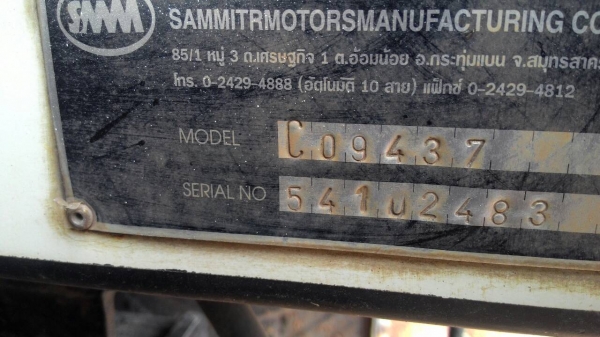 SMM
SAMMITRMOTORSMANUFACTURING CO
85/1 หมู่ 3 ถ.เศรษฐกิจ 1 ต.อ้อมน้อย อ.กระทุ่มแบน จ.สมุทรสาคร
โทร. 0-2429-4888 (อัตโนมัติ 10 สาย) แฟ็กซ์ 0-2429-4812
MODEL C09437
SERIAL NO 541U2483